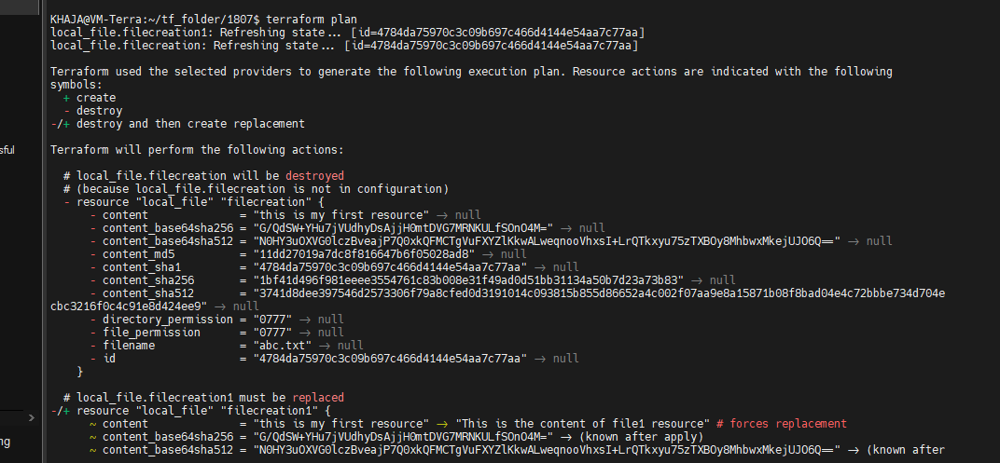 KHAJA@VM-Terra:~/tf_folder/1807$ terraform plan
local_file.filecreation1: Refreshing state... [id=4784da75970c3c09b697c466d4144e54aa7c77aa]
local_file.filecreation: Refreshing state... [id=4784da75970c3c09b697c466d4144e54aa7c77aa]
Terraform used the selected providers to generate the following execution plan. Resource actions are indicated with the following
symbols:
+ create
- destroy
-/+ destroy and then create replacement
sful
Terraform will perform the following actions:
# local_file.filecreation will be destroyed
# (because local_file.filecreation is not in configuration)
- resource "local_file" "filecreation" {
- content = "this is my first resource" → null
- content_base64sha256 = "G/QdSW+YHu7jVUdhyDsAjjH0mtDVG7MRNKULfSOnO4M=" → null
- content_base64sha512 = "N0HY3uOXVG0lczBveajP7Q0xkQFMCTgVuFXYZlKkwALweqnooVhxsI+LrQTkxyu75zTXBOy8MhbwxMkejUJO6Q==" → null
- content_md5 = "11dd27019a7dc8f816647b6f05028ad8" → null
- content_sha1 = "4784da75970c3c09b697c466d4144e54aa7c77aa" → null
- content_sha256 = "1bf41d496f981eeee3554761c83b008e31f49ad0d51bb31134a50b7d23a73b83" → null
- content_sha512 = "3741d8dee397546d2573306f79a8cfed0d3191014c093815b855d86652a4c002f07aa9e8a15871b08f8bad04e4c72bbbe734d704e
cbc3216f0c4c91e8d424ee9" → null
- directory_permission = "0777" → null
- file_permission = "0777" → null
- filename = "abc.txt" → null
- id = "4784da75970c3c09b697c466d4144e54aa7c77aa" → null
}
# local_file.filecreation1 must be replaced
-/+ resource "local_file" "filecreation1" {
~ content = "this is my first resource" → "This is the content of file1 resource" # forces replacement
~ content_base64sha256 = "G/QdSW+YHu7jVUdhyDsAjjH0mtDVG7MRNKULfSOnO4M=" → (known after apply)
ng
~ content_base64sha512 = "N0HY3uOXVG0lczBveajP7Q0xkQFMCTgVuFXYZlKkwALweqnooVhxsI+LrQTkxyu75zTXBOy8MhbwxMkejUJO6Q==" → (known after